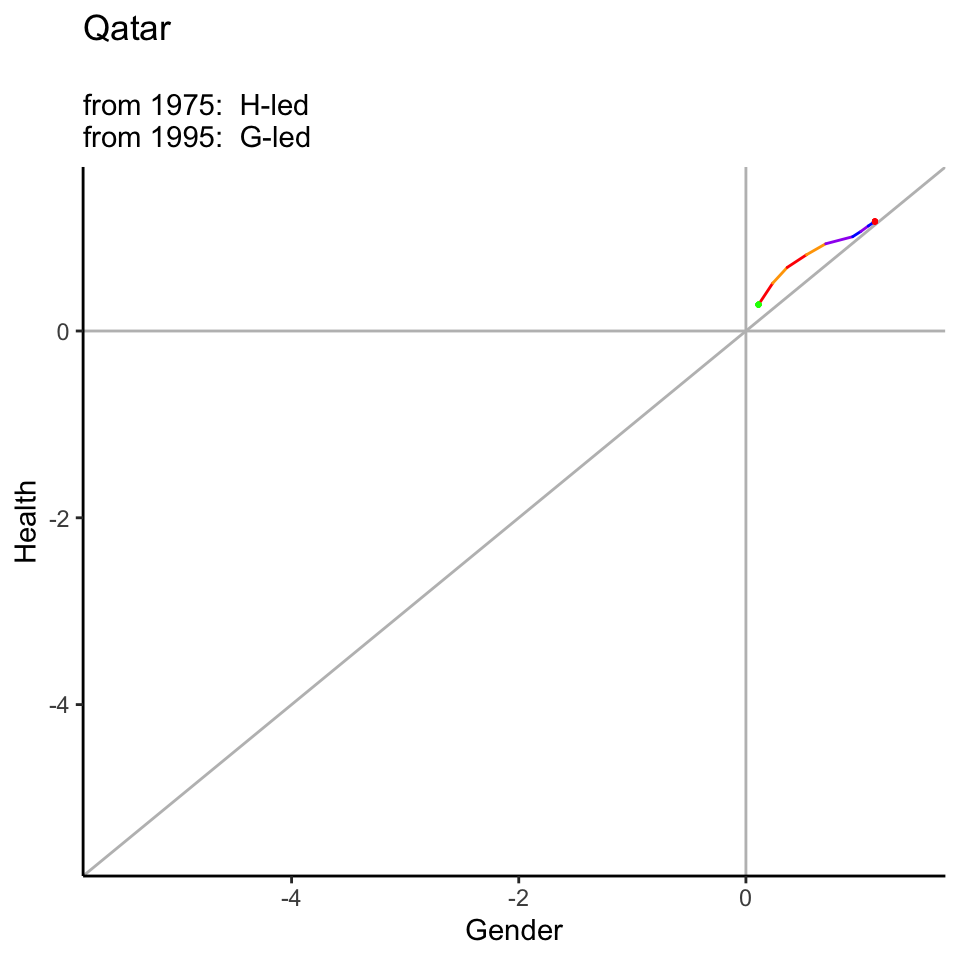 Qatar
from 1975:  H-led
from 1995:  G-led
0
-2
-4
Health
-4
-2
0
Gender